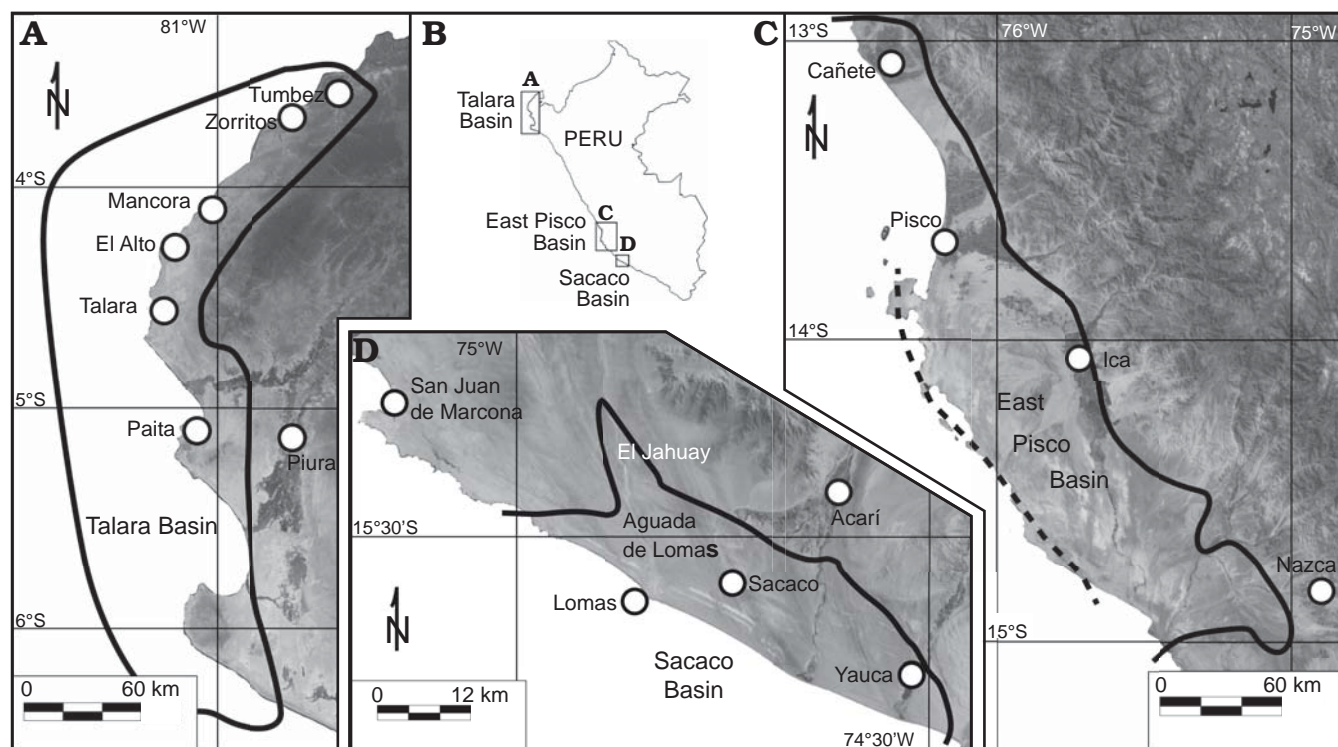 A
81°W
N
Tumbez
Zorritos
4°S
Mancora
El Alto
Talara
5°S
Paita
Piura
Talara Basin
6°S
0 60 km
B
A
Talara
Basin
PERU
C
East Pisco
Basin
D
Sacaco
Basin
C
76°W
75°W
13°S
Cañete
N
Pisco
14°S
Ica
East
Pisco
Basin
Nazca
15°S
0 60 km
D
75°W
San Juan
de Marcona
El Jahuay
Acarí
15°30'S
Aguada
de Lomas
Sacaco
Lomas
N
Sacaco
Basin
Yauca
0 12 km
74°30'W